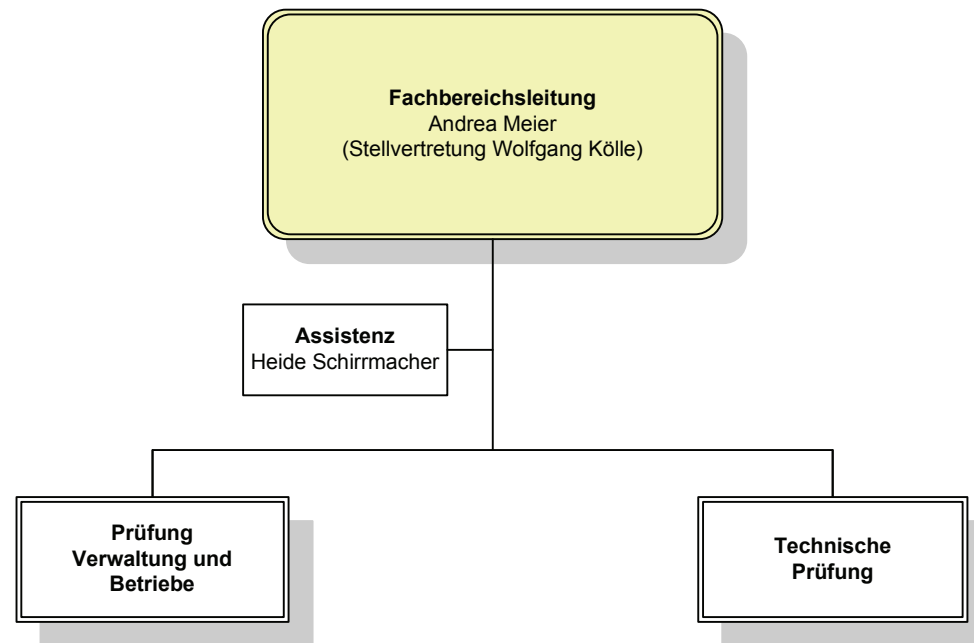 Fachbereichsleitung
Andrea Meier
(Stellvertretung Wolfgang Kölle)
Assistenz
Heide Schirrmacher
Prüfung
Verwaltung und
Betriebe
Technische
Prüfung